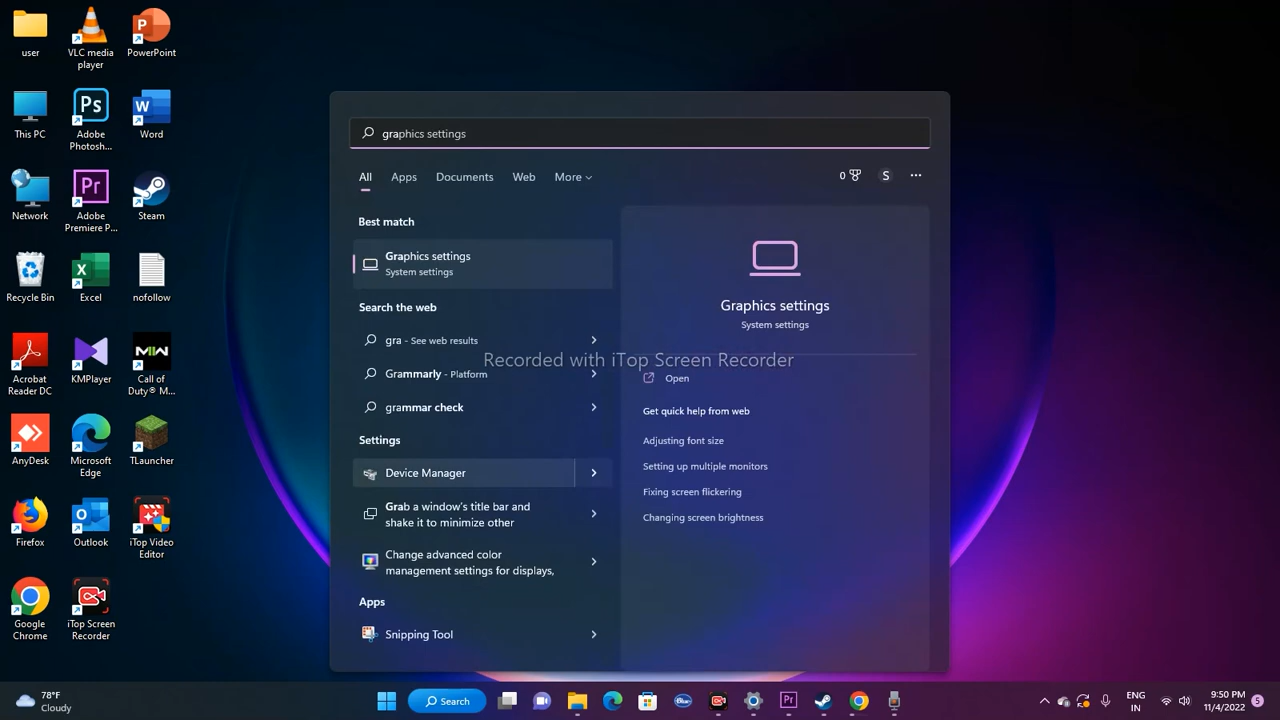 user
VLC media
player
PowerPoint
This PC
Adobe
Photosh...
Word
Network
Adobe
Premiere P...
Steam
Recycle Bin
Excel
nofollow
Acrobat
Reader DC
KMPlayer
Call of
Duty® M...
AnyDesk
Microsoft
Edge
TLauncher
Firefox
Outlook
iTop Video
Editor
Google
Chrome
iTop Screen
Recorder
graphics settings
All Apps Documents Web More
0 S ...
Best match
Graphics settings
System settings
Search the web
gra - See web results
Grammarly - Platform
grammar check
Settings
Device Manager
Grab a window's title bar and
shake it to minimize other
Change advanced color
management settings for displays,
Apps
Snipping Tool
Graphics settings
System settings
Recorded with iTop Screen Recorder
Open
Get quick help from web
Adjusting font size
Setting up multiple monitors
Fixing screen flickering
Changing screen brightness
78°F
Cloudy
Search
ENG
IN
9:50 PM
11/4/2022
5